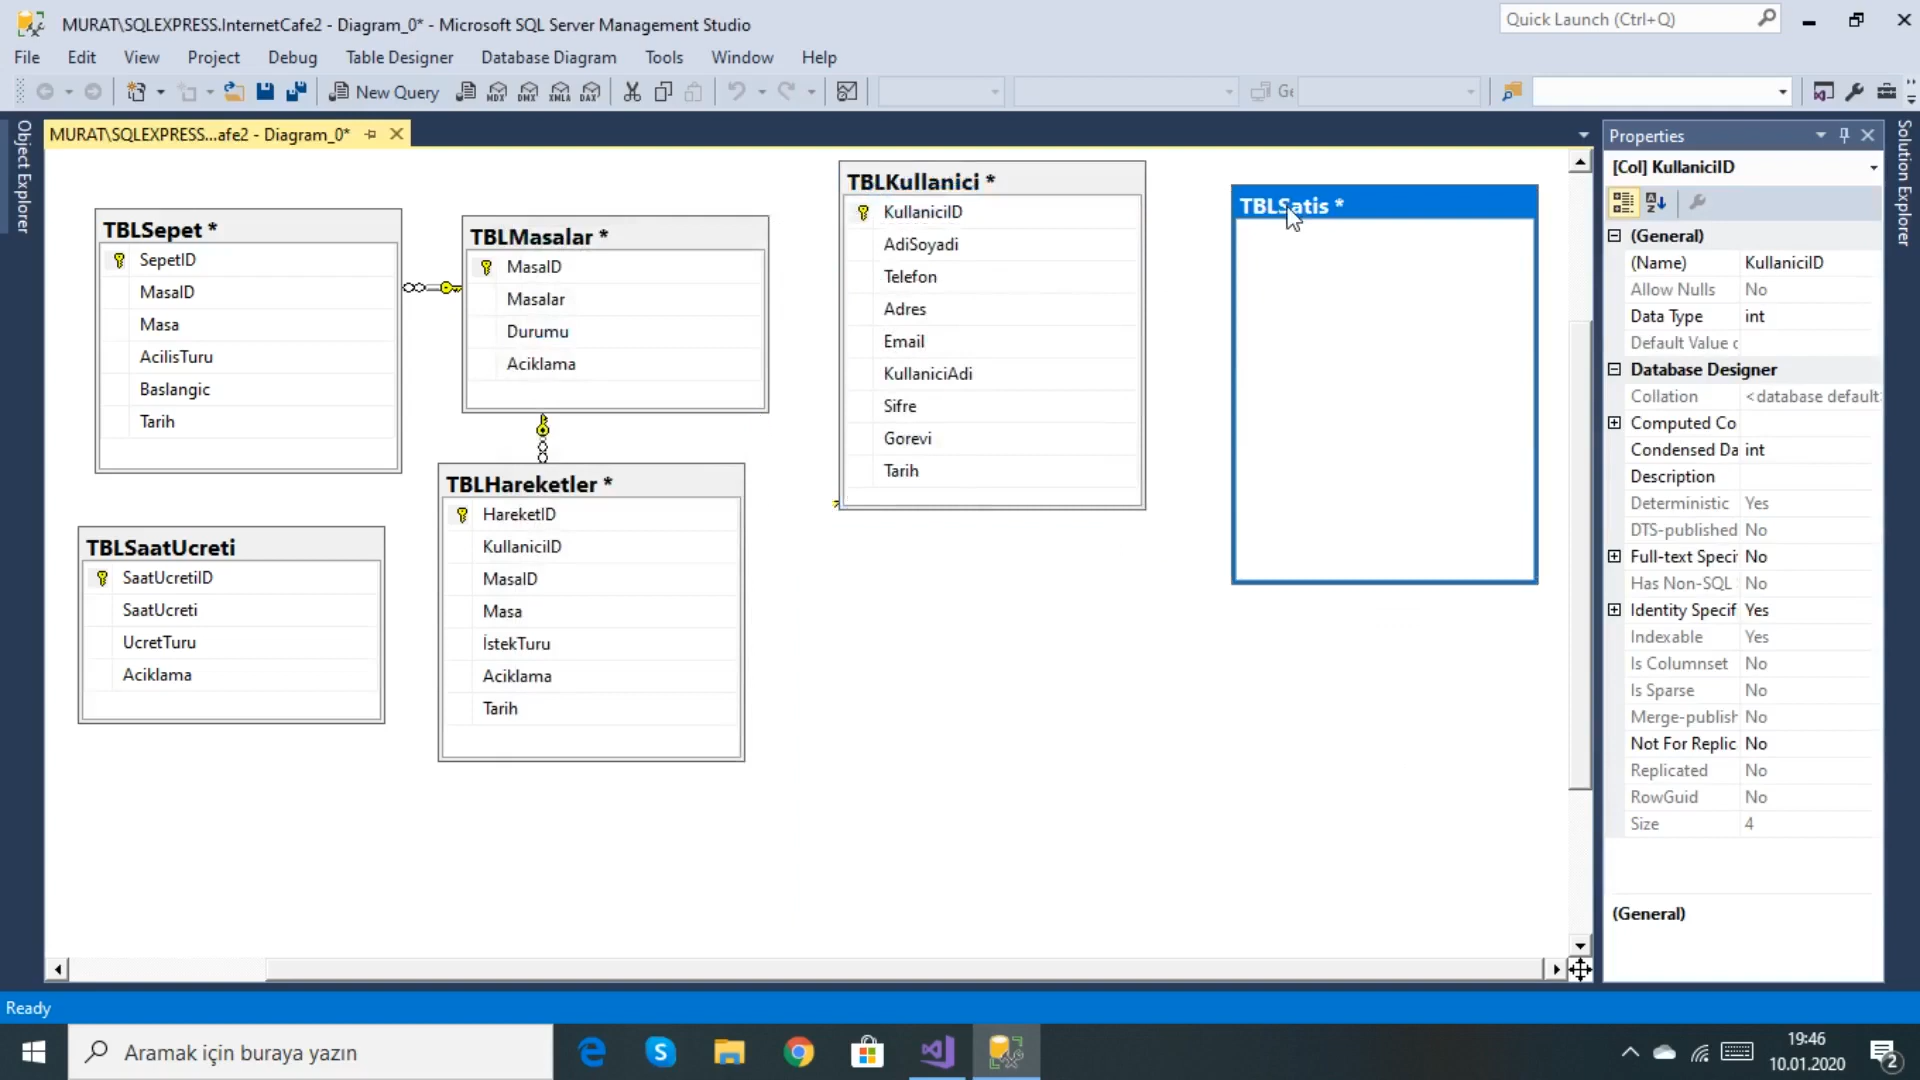 MURAT\SQLEXPRESS.InternetCafe2 - Diagram_0* - Microsoft SQL Server Management Studio
Quick Launch (Ctrl+Q)
File Edit View Project Debug Table Designer Database Diagram Tools Window Help
New Query MDX DMX XMLA DAX Ge
Object Explorer
MURAT\SQLEXPRESS...afe2 - Diagram_0*
TBLSepet *
SepetID
MasaID
Masa
AcilisTuru
Baslangic
Tarih
TBLMasalar *
MasaID
Masalar
Durumu
Aciklama
TBLKullanici *
KullaniciID
AdiSoyadi
Telefon
Adres
Email
KullaniciAdi
Sifre
Gorevi
Tarih
TBLSatis *
TBLSaatUcreti
SaatUcretiID
SaatUcreti
UcretTuru
Aciklama
TBLHareketler *
HareketID
KullaniciID
MasaID
Masa
İstekTuru
Aciklama
Tarih
Properties
[Col] KullaniciID
(General)
(Name) KullaniciID
Allow Nulls No
Data Type int
Default Value o
Database Designer
Collation <database default
Computed Co
Condensed Da int
Description
Deterministic Yes
DTS-published No
Full-text Speci No
Has Non-SQL No
Identity Specif Yes
Indexable Yes
Is Columnset No
Is Sparse No
Merge-publish No
Not For Replic No
Replicated No
RowGuid No
Size 4
(General)
Solution Explorer
Ready
Aramak için buraya yazın
19:46
10.01.2020
2